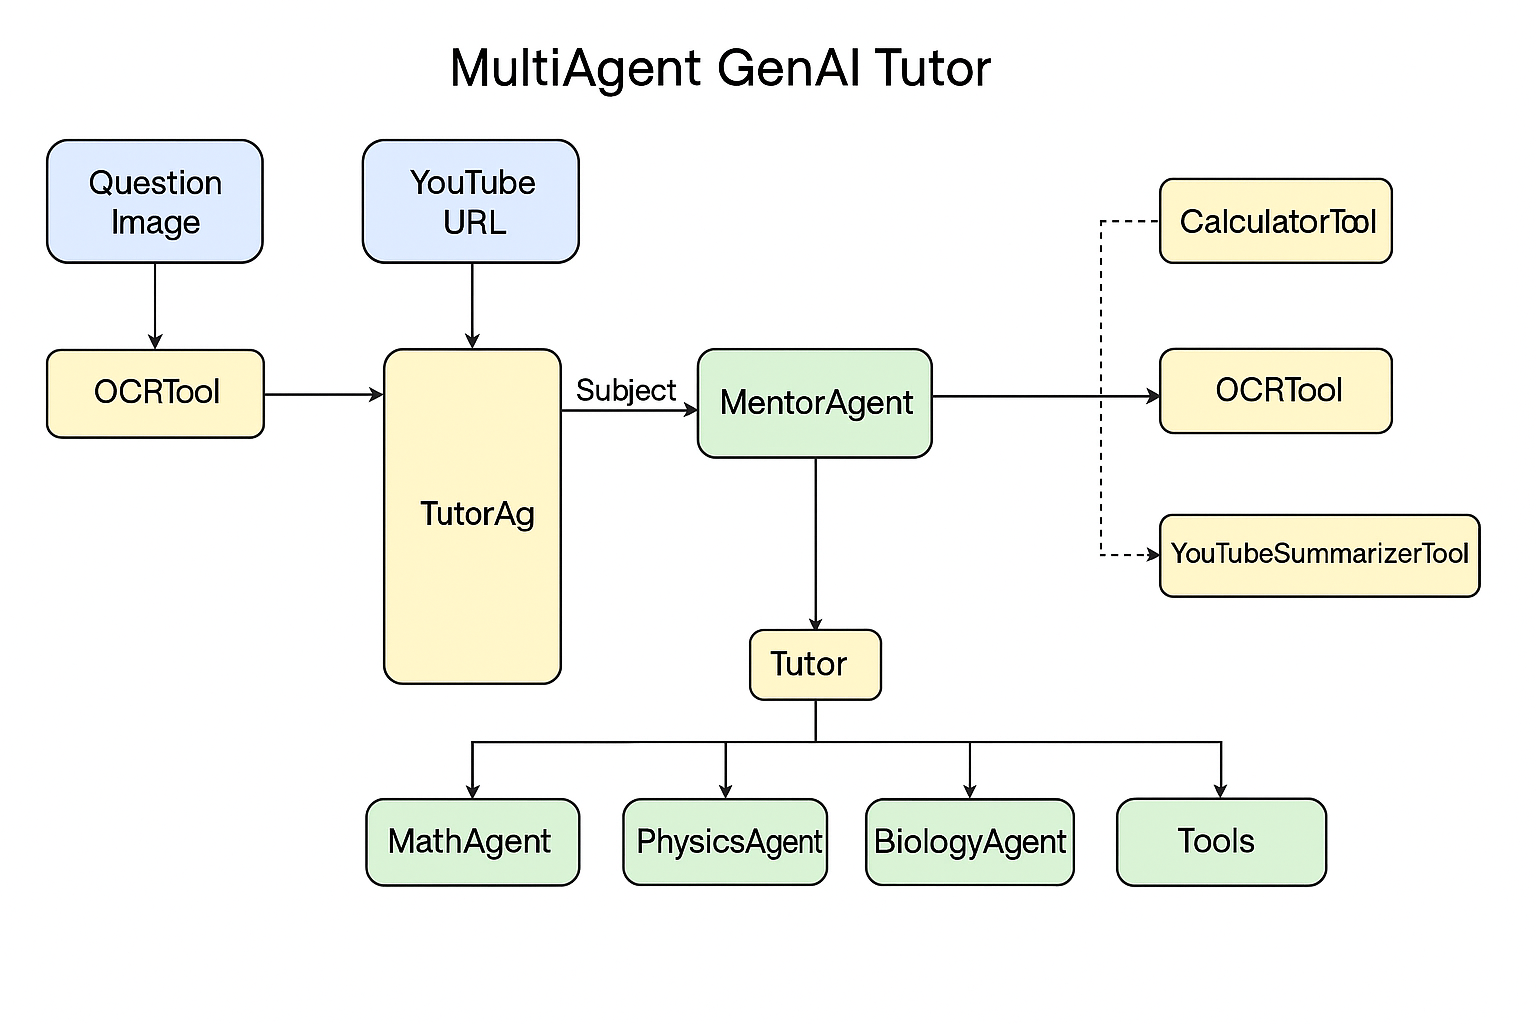 MultiAgent GenAI Tutor
Question
Image
YouTube
URL
CalculatorTool
OCRTool
Subject
MentorAgent
OCRTool
TutorAg
YouTubeSummarizerTool
Tutor
MathAgent
PhysicsAgent
BiologyAgent
Tools